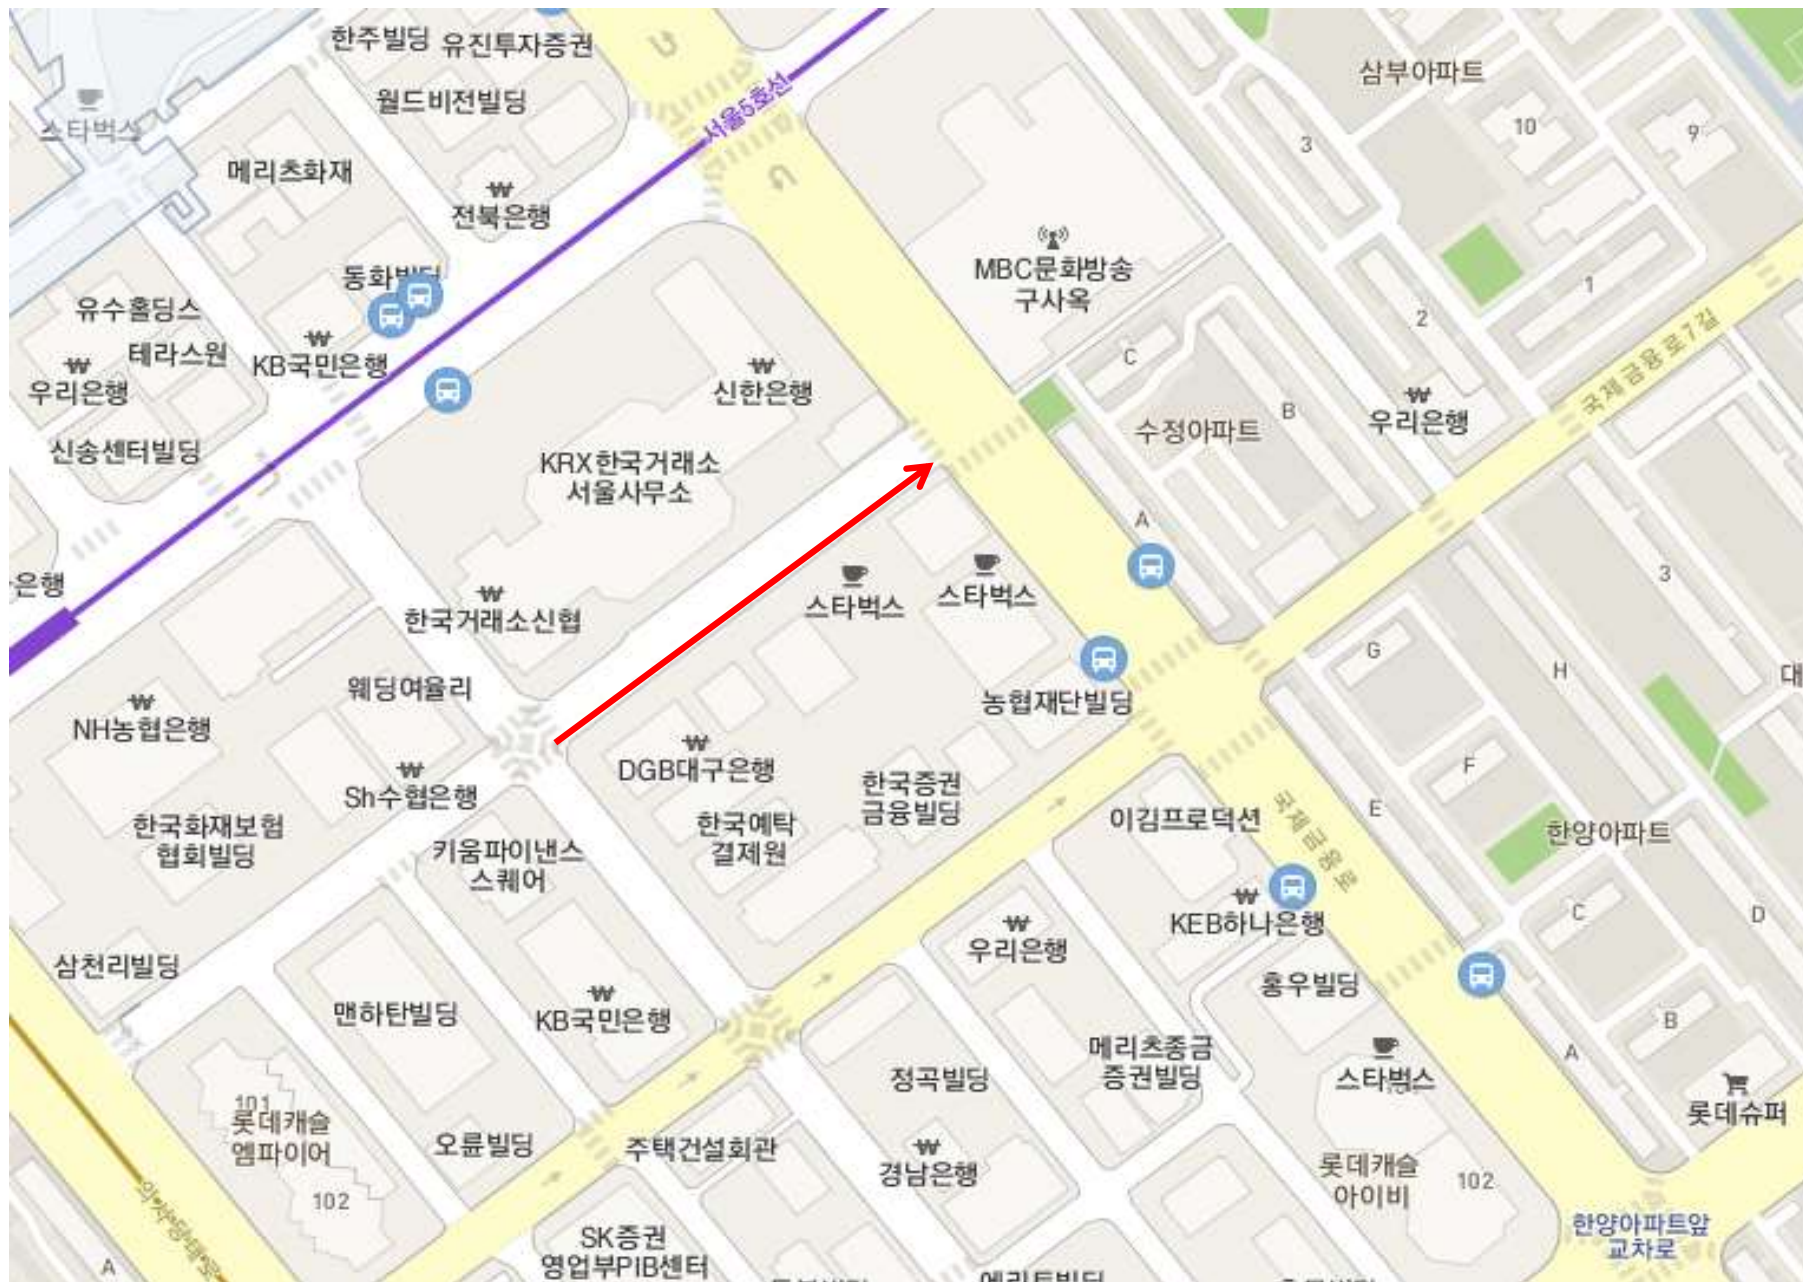 한주빌딩
유진투자증권
월드비전빌딩
스타벅스
메리츠화재
전북은행
서울5호선
삼부아파트
10
9
3
동화빌딩
유수홀딩스
테라스원
KB국민은행
우리은행
신송센터빌딩
MBC문화방송
구사옥
1
2
C
B
수정아파트
A
우리은행
국제금융로7길
신한은행
KRX한국거래소
서울사무소
한국거래소신협
은행
스타벅스
스타벅스
3
G
H
대
웨딩여율리
NH농협은행
Sh수협은행
농협재단빌딩
DGB대구은행
한국화재보험
협회빌딩
키움파이낸스
스퀘어
한국예탁
결제원
한국증권
금융빌딩
이김프로덕션
국제금융로
F
E
한양아파트
C
D
KEB하나은행
우리은행
홍우빌딩
삼천리빌딩
맨하탄빌딩
KB국민은행
정곡빌딩
메리츠종금
증권빌딩
스타벅스
B
A
롯데슈퍼
101
롯데캐슬
엠파이어
102
오륜빌딩
주택건설회관
경남은행
롯데캐슬
아이비
102
한양아파트앞
교차로
의사당대로
A
SK증권
영업부PIB센터